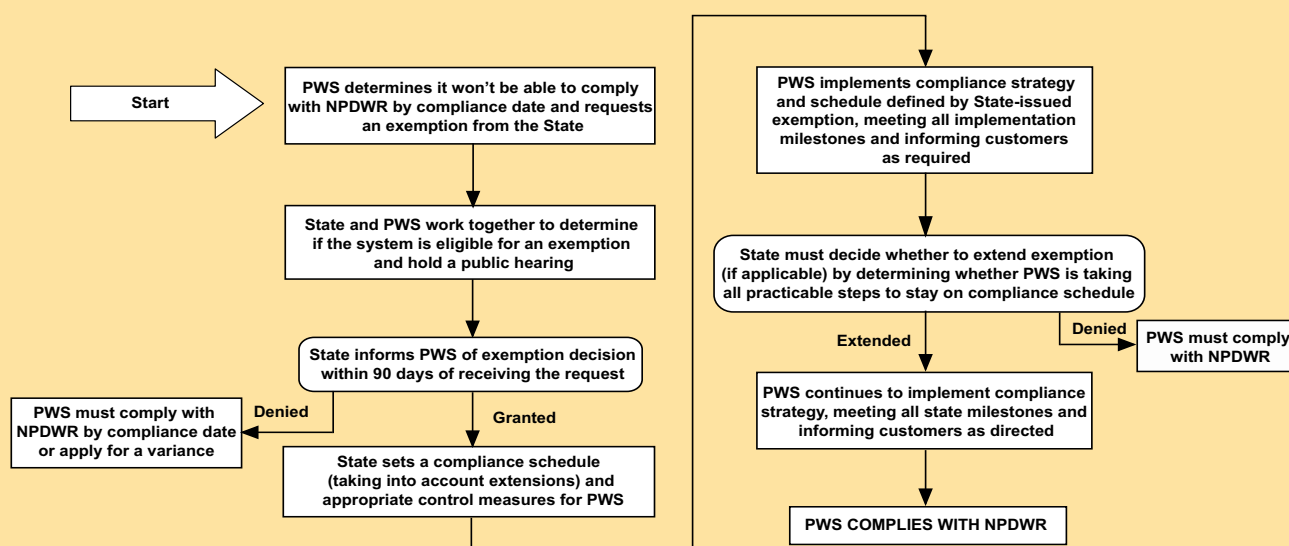 Start
PWS determines it won't be able to comply
with NPDWR by compliance date and requests
an exemption from the State
State and PWS work together to determine
if the system is eligible for an exemption
and hold a public hearing
State informs PWS of exemption decision
within 90 days of receiving the request
Denied
PWS must comply with
NPDWR by compliance date
or apply for a variance
Granted
State sets a compliance schedule
(taking into account extensions) and
appropriate control measures for PWS
PWS implements compliance strategy
and schedule defined by State-issued
exemption, meeting all implementation
milestones and informing customers
as required
State must decide whether to extend exemption
(if applicable) by determining whether PWS is taking
all practicable steps to stay on compliance schedule
Denied
PWS must comply
with NPDWR
Extended
PWS continues to implement compliance
strategy, meeting all state milestones and
informing customers as directed
PWS COMPLIES WITH NPDWR